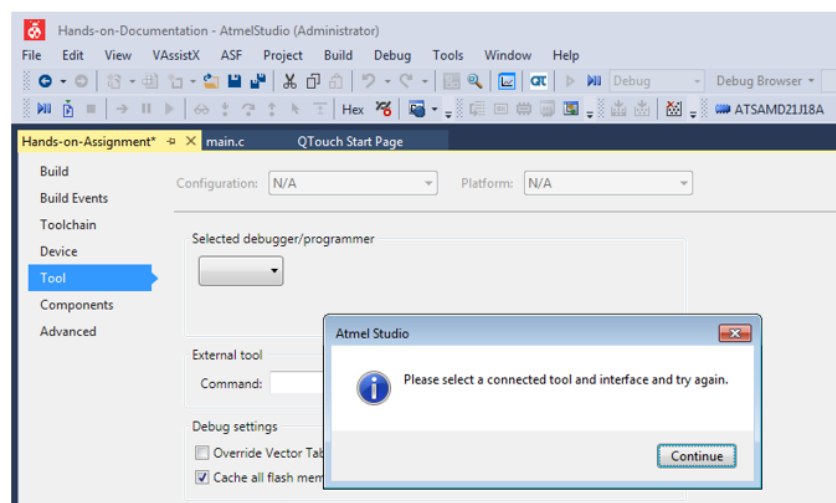 Hands-on-Documentation - AtmelStudio (Administrator)
File Edit View VAssistX ASF Project Build Debug Tools Window Help
Debug Debug Browser
Hex ATSAMD21J18A
Hands-on-Assignment* main.c QTouch Start Page
Build
Configuration: N/A Platform: N/A
Build Events
Toolchain
Selected debugger/programmer
Device
Tool
Components
Advanced
Atmel Studio
External tool
Please select a connected tool and interface and try again.
Command:
Debug settings
Override Vector Tab
Continue
Cache all flash mem